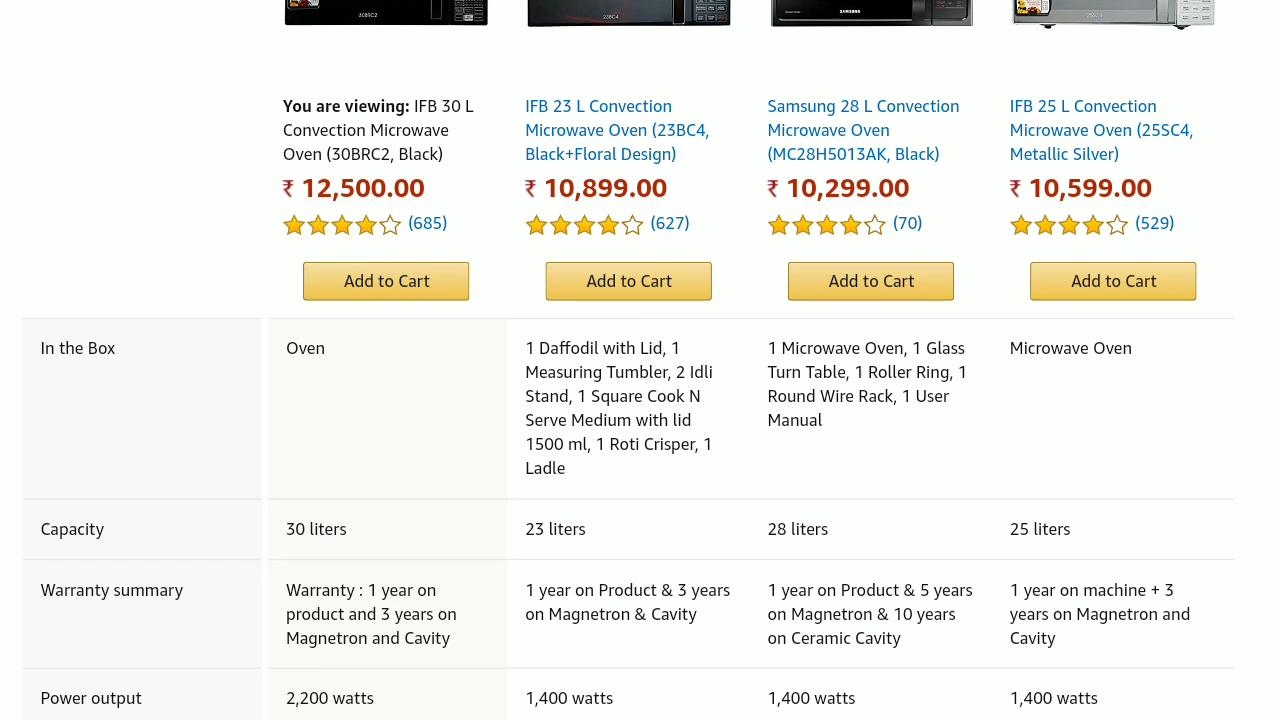 30BRC2
23BC4
SAMSUNG
25SC4
You are viewing: IFB 30 L
Convection Microwave
Oven (30BRC2, Black)
₹ 12,500.00
(685)
Add to Cart
IFB 23 L Convection
Microwave Oven (23BC4,
Black+Floral Design)
₹ 10,899.00
(627)
Add to Cart
Samsung 28 L Convection
Microwave Oven
(MC28H5013AK, Black)
₹ 10,299.00
(70)
Add to Cart
IFB 25 L Convection
Microwave Oven (25SC4,
Metallic Silver)
₹ 10,599.00
(529)
Add to Cart
In the Box
Oven
1 Daffodil with Lid, 1
Measuring Tumbler, 2 Idli
Stand, 1 Square Cook N
Serve Medium with lid
1500 ml, 1 Roti Crisper, 1
Ladle
1 Microwave Oven, 1 Glass
Turn Table, 1 Roller Ring, 1
Round Wire Rack, 1 User
Manual
Microwave Oven
Capacity
30 liters
23 liters
28 liters
25 liters
Warranty summary
Warranty : 1 year on
product and 3 years on
Magnetron and Cavity
1 year on Product & 3 years
on Magnetron & Cavity
1 year on Product & 5 years
on Magnetron & 10 years
on Ceramic Cavity
1 year on machine + 3
years on Magnetron and
Cavity
Power output
2,200 watts
1,400 watts
1,400 watts
1,400 watts